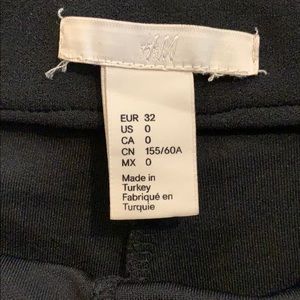 H&M
EUR 32
US 0
CA 0
CN 155/60A
MX 0
Made in
Turkey
Fabriqué en
Turquie